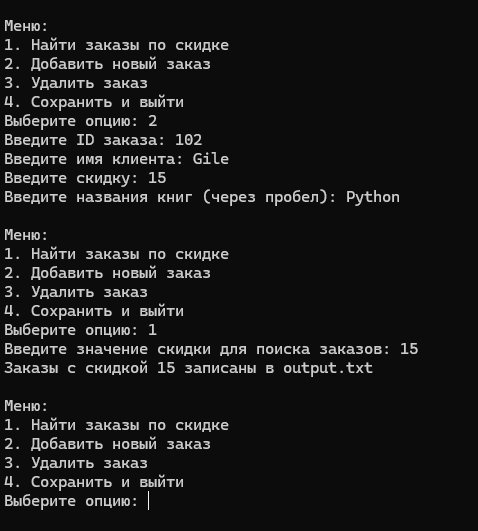 Меню:
1. Найти заказы по скидке
2. Добавить новый заказ
3. Удалить заказ
4. Сохранить и выйти
Выберите опцию: 2
Введите ID заказа: 102
Введите имя клиента: Gile
Введите скидку: 15
Введите названия книг (через пробел): Python
Меню:
1. Найти заказы по скидке
2. Добавить новый заказ
3. Удалить заказ
4. Сохранить и выйти
Выберите опцию: 1
Введите значение скидки для поиска заказов: 15
Заказы с скидкой 15 записаны в output.txt
Меню:
1. Найти заказы по скидке
2. Добавить новый заказ
3. Удалить заказ
4. Сохранить и выйти
Выберите опцию: